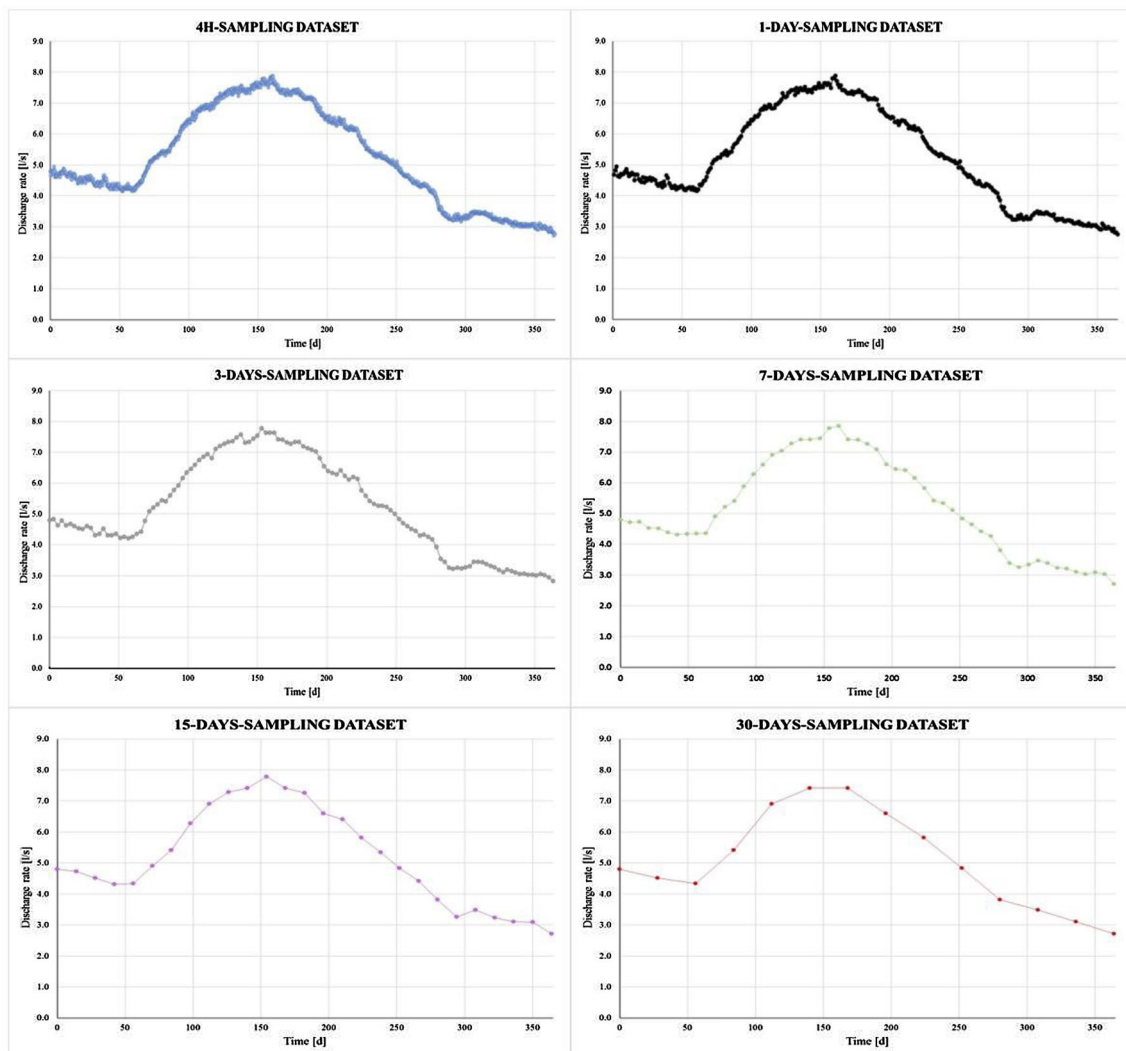 4H-SAMPLING DATASET
9.0
8.0
7.0
6.0
5.0
4.0
3.0
2.0
1.0
0.0
Discharge rate [l/s]
0 50 100 150 200 250 300 350
Time [d]
1-DAY-SAMPLING DATASET
9.0
8.0
7.0
6.0
5.0
4.0
3.0
2.0
1.0
0.0
Discharge rate [l/s]
0 50 100 150 200 250 300 350
Time [d]
3-DAYS-SAMPLING DATASET
9.0
8.0
7.0
6.0
5.0
4.0
3.0
2.0
1.0
0.0
Discharge rate [l/s]
0 50 100 150 200 250 300 350
Time [d]
7-DAYS-SAMPLING DATASET
9.0
8.0
7.0
6.0
5.0
4.0
3.0
2.0
1.0
0.0
Discharge rate [l/s]
0 50 100 150 200 250 300 350
Time [d]
15-DAYS-SAMPLING DATASET
9.0
8.0
7.0
6.0
5.0
4.0
3.0
2.0
1.0
0.0
Discharge rate [l/s]
0 50 100 150 200 250 300 350
Time [d]
30-DAYS-SAMPLING DATASET
9.0
8.0
7.0
6.0
5.0
4.0
3.0
2.0
1.0
0.0
Discharge rate [l/s]
0 50 100 150 200 250 300 350
Time [d]